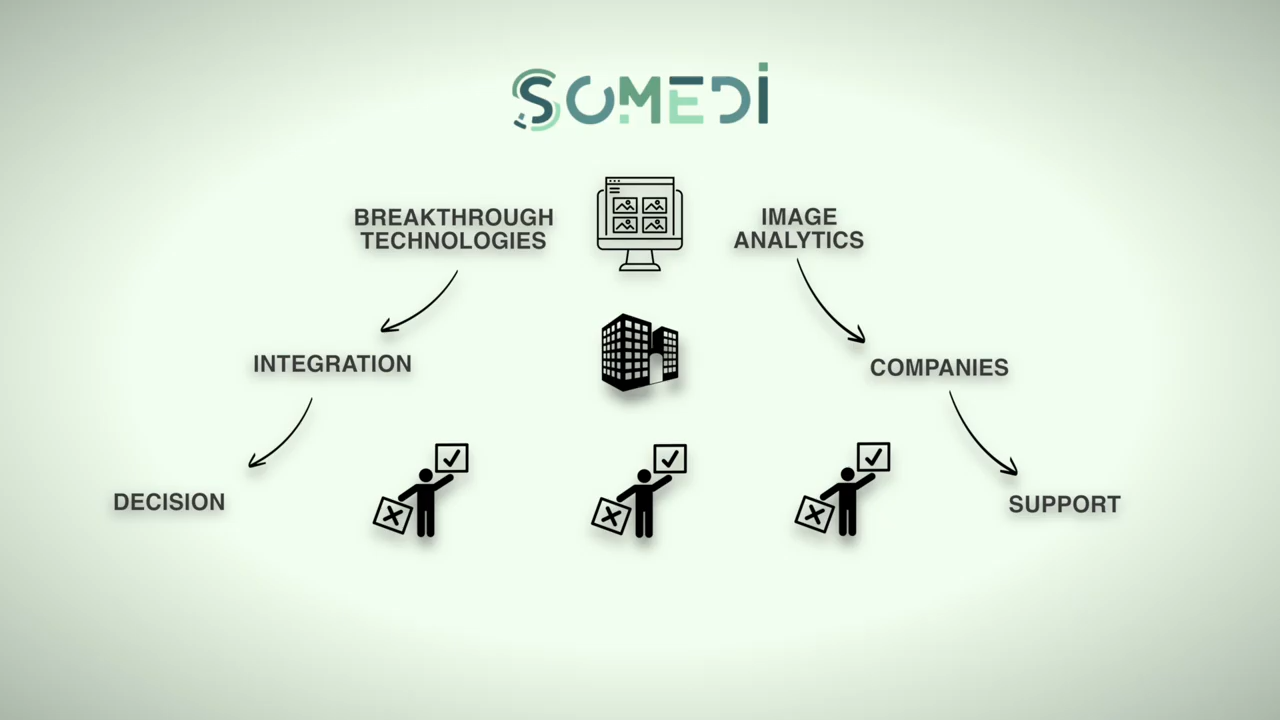 SOMEDI
BREAKTHROUGH
TECHNOLOGIES
IMAGE
ANALYTICS
INTEGRATION
COMPANIES
DECISION
SUPPORT